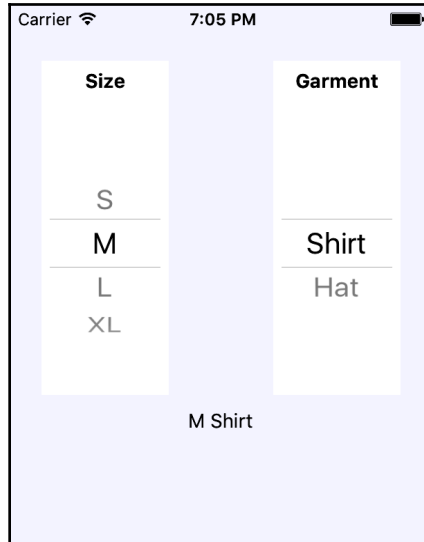 Carrier 7:05 PM
Size Garment
S
M Shirt
L Hat
XL
M Shirt